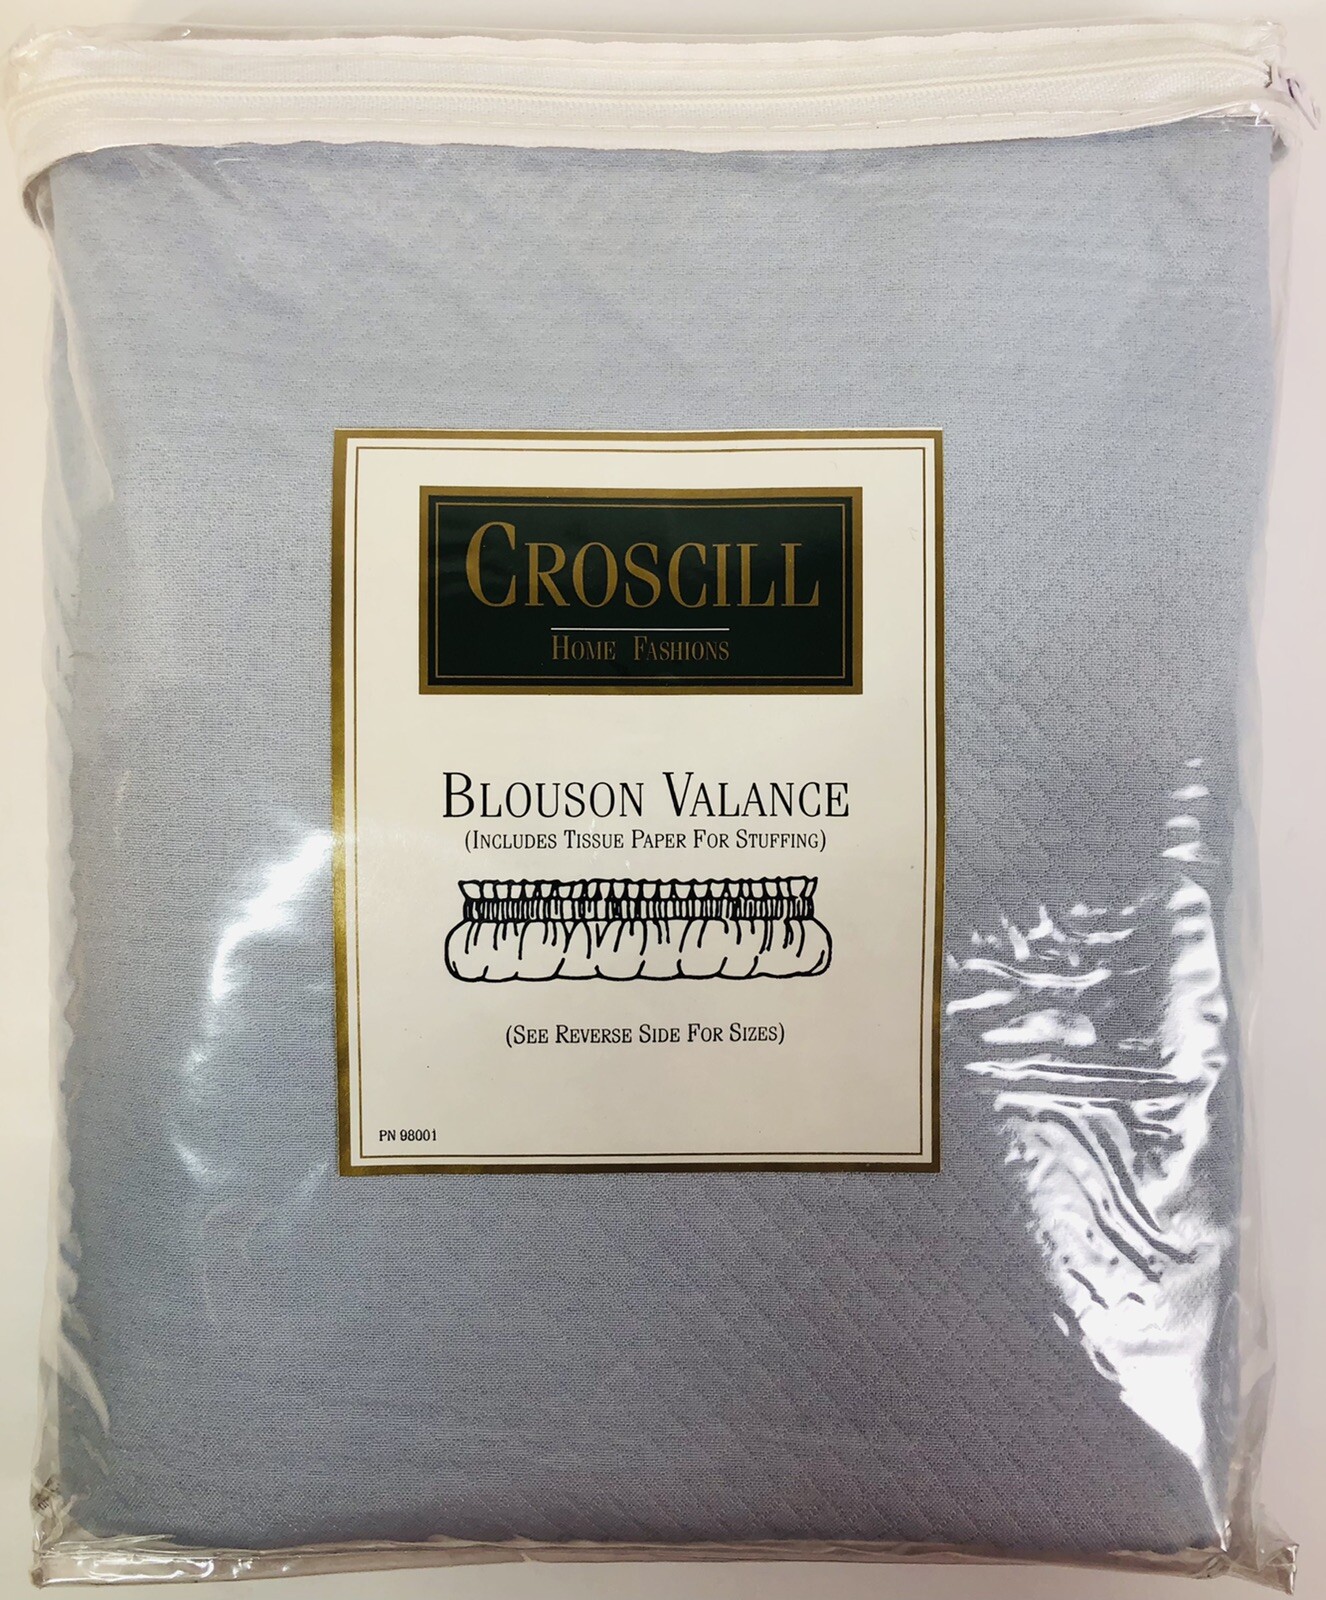 CROSCILL
HOME FASHIONS
BLOUSON VALANCE
(INCLUDES TISSUE PAPER FOR STUFFING)
(SEE REVERSE SIDE FOR SIZES)
PN 98001